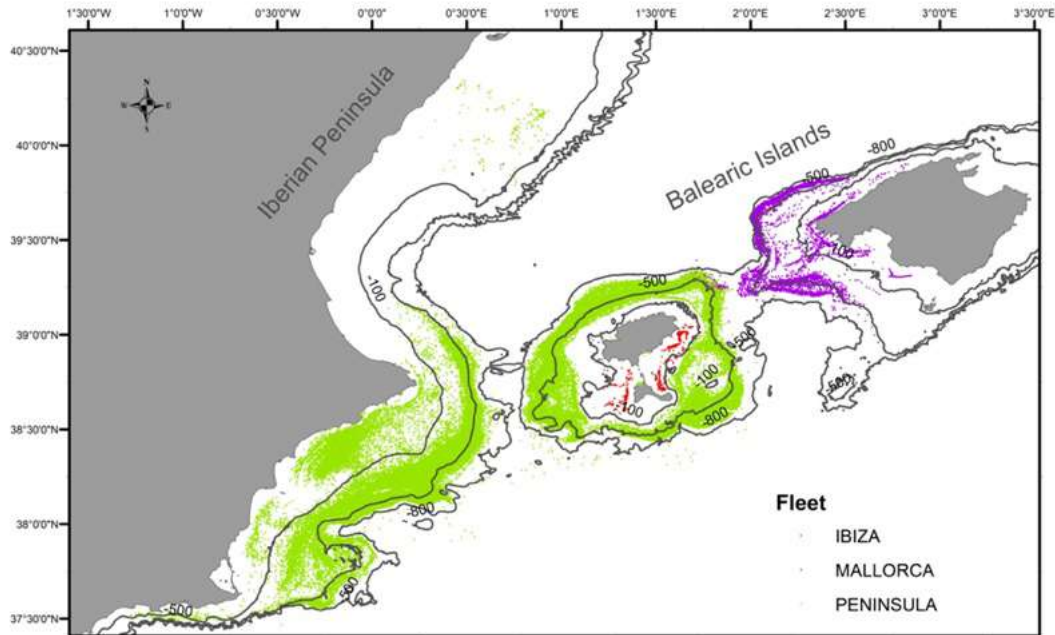 1°30'0"W 1°0'0"W 0°30'0"W 0°0'0" 0°30'0"E 1°0'0"E 1°30'0"E 2°0'0"E 2°30'0"E 3°0'0"E 3°30'0"E
40°30'0"N
N
W E
S
40°0'0"N
Iberian Peninsula
Balearic Islands
-800
-500
39°30'0"N
-100
-100
-500
39°0'0"N
-500
-100
-500
-100
38°30'0"N
-800
Fleet
38°0'0"N
-800
IBIZA
MALLORCA
-500
PENINSULA
37°30'0"N
-500